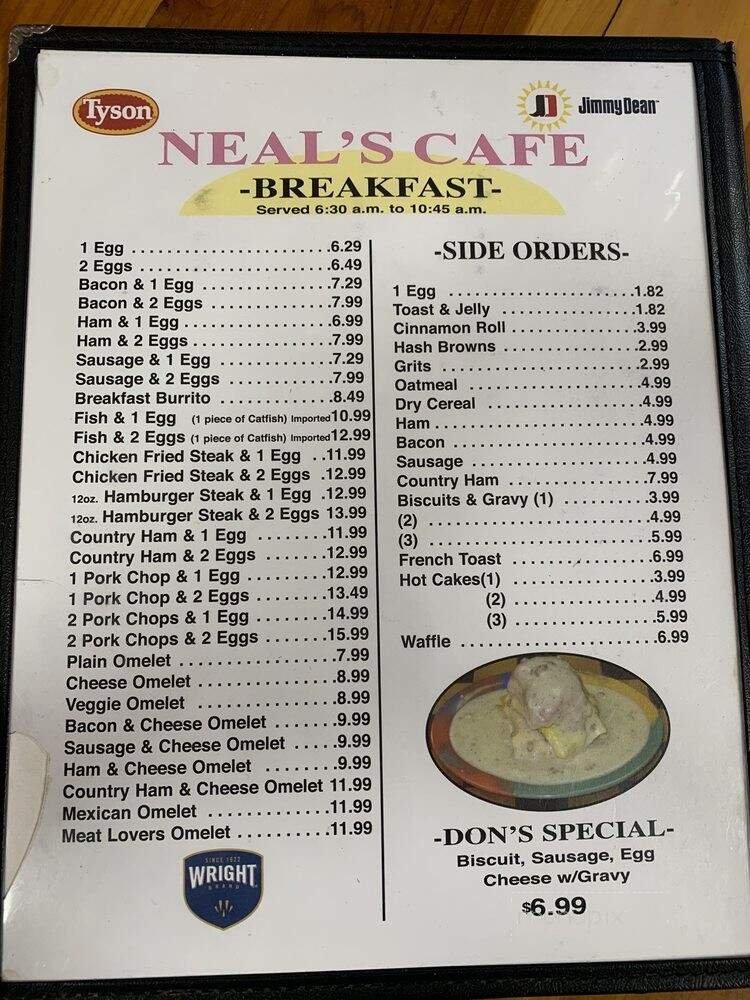 Tyson
JimmyDean
NEAL'S CAFE
-BREAKFAST-
Served 6:30 a.m. to 10:45 a.m.
1 Egg ......................6.29
2 Eggs ......................6.49
Bacon & 1 Egg ...............7.29
Bacon & 2 Eggs ..............7.99
Ham & 1 Egg .................6.99
Ham & 2 Eggs ................7.99
Sausage & 1 Egg .............7.29
Sausage & 2 Eggs ............7.99
Breakfast Burrito .............8.49
Fish & 1 Egg (1 piece of Catfish) Imported 10.99
Fish & 2 Eggs (1 piece of Catfish) Imported 12.99
Chicken Fried Steak & 1 Egg ..11.99
Chicken Fried Steak & 2 Eggs .12.99
12oz. Hamburger Steak & 1 Egg .12.99
12oz. Hamburger Steak & 2 Eggs 13.99
Country Ham & 1 Egg .........11.99
Country Ham & 2 Eggs ........12.99
1 Pork Chop & 1 Egg .........12.99
1 Pork Chop & 2 Eggs ........13.49
2 Pork Chops & 1 Egg ........14.99
2 Pork Chops & 2 Eggs .......15.99
Plain Omelet .................7.99
Cheese Omelet ...............8.99
Veggie Omelet ...............8.99
Bacon & Cheese Omelet .......9.99
Sausage & Cheese Omelet .....9.99
Ham & Cheese Omelet ........9.99
Country Ham & Cheese Omelet 11.99
Mexican Omelet .............11.99
Meat Lovers Omelet ..........11.99
SINCE 1922
WRIGHT
BRAND
-SIDE ORDERS-
1 Egg .....................1.82
Toast & Jelly ................1.82
Cinnamon Roll ..............3.99
Hash Browns ...............2.99
Grits ......................2.99
Oatmeal ...................4.99
Dry Cereal .................4.99
Ham .......................4.99
Bacon .....................4.99
Sausage ...................4.99
Country Ham ...............7.99
Biscuits & Gravy (1) ..........3.99
(2) ........................4.99
(3) ........................5.99
French Toast ...............6.99
Hot Cakes(1) ...............3.99
(2) ...............4.99
(3) ...............5.99
Waffle .....................6.99
-DON'S SPECIAL-
Biscuit, Sausage, Egg
Cheese w/Gravy
$6.99